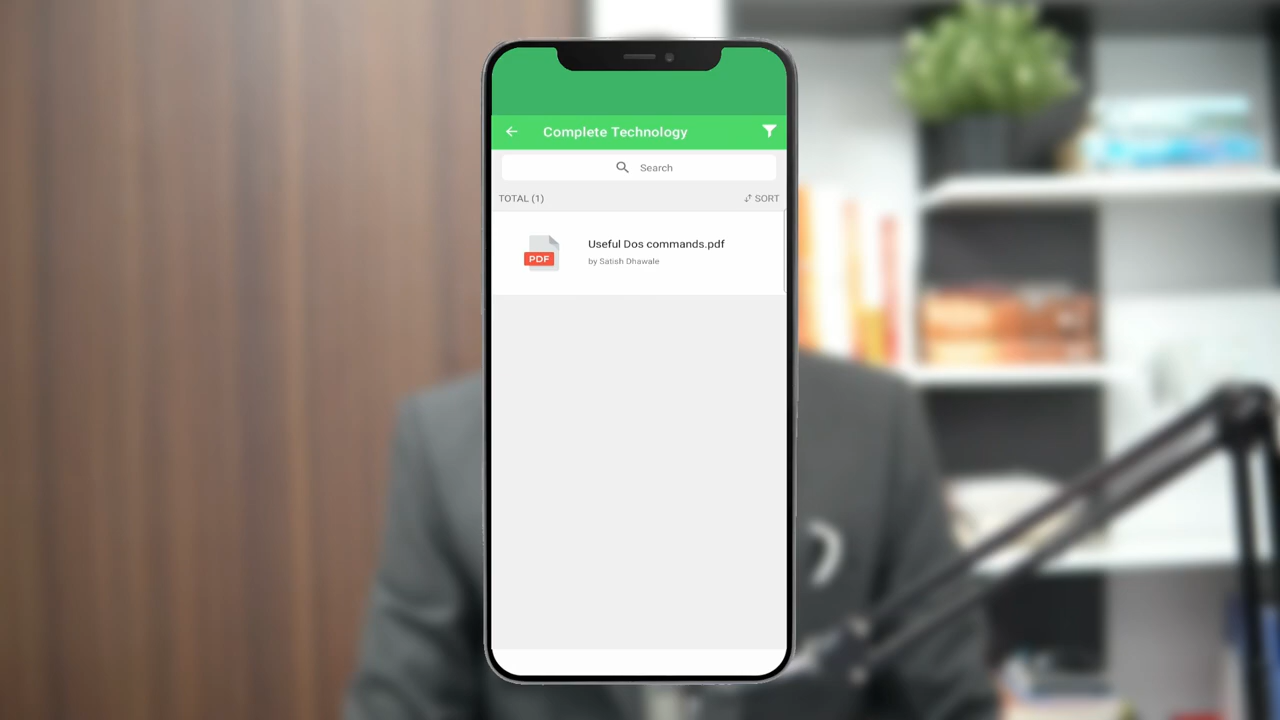 Complete Technology
Search
TOTAL (1)
SORT
Useful Dos commands.pdf
PDF
by Satish Dhawale